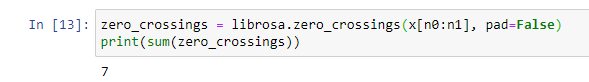 In [13]: zero_crossings = librosa.zero_crossings(x[n0:n1], pad=False)
print(sum(zero_crossings))
7